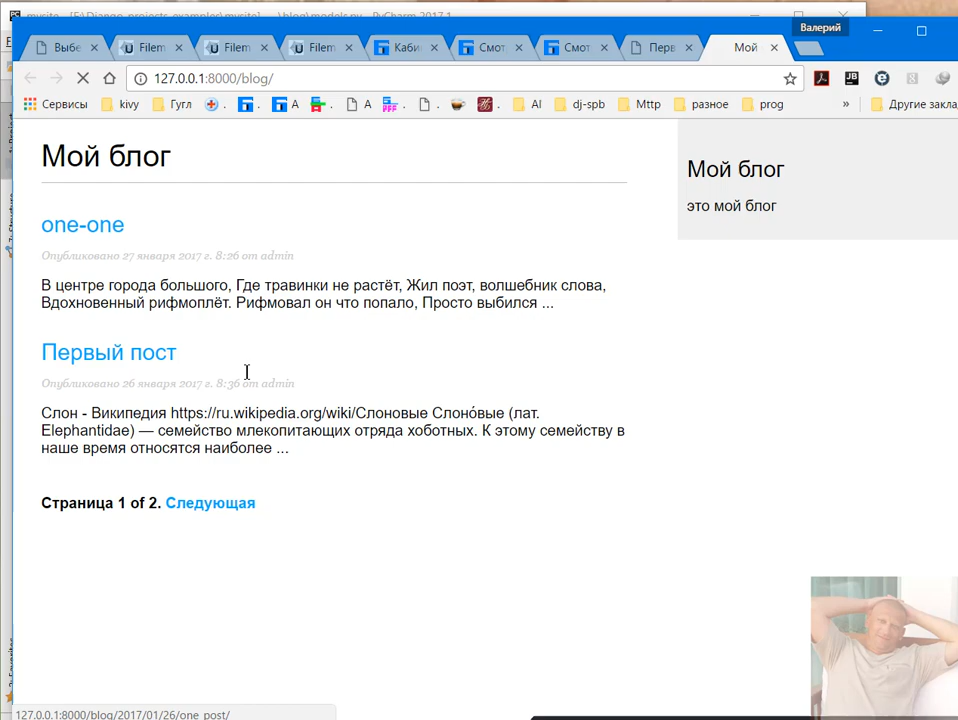 mysite - [F:\Django_projects_examples\mysite] - ...\blog\models.py - PyCharm 2017.1
Валерий
Выбе
Filem
Filem
Filem
Каби
Смот
Смот
Перв
Мой
127.0.0.1:8000/blog/
Сервисы
kivy
Гугл
.
.
A
.
A
.
.
.
AI
dj-spb
Mttp
разное
prog
»
Другие закла
Мой блог
one-one
Опубликовано 27 января 2017 г. 8:26 от admin
В центре города большого, Где травинки не растёт, Жил поэт, волшебник слова,
Вдохновенный рифмоплёт. Рифмовал он что попало, Просто выбился ...
Первый пост
Опубликовано 26 января 2017 г. 8:36 от admin
Слон - Википедия https://ru.wikipedia.org/wiki/Слоновые Слоно́вые (лат.
Elephantidae) — семейство млекопитающих отряда хоботных. К этому семейству в
наше время относятся наиболее ...
Страница 1 of 2. Следующая
Мой блог
это мой блог
127.0.0.1:8000/blog/2017/01/26/one_post/